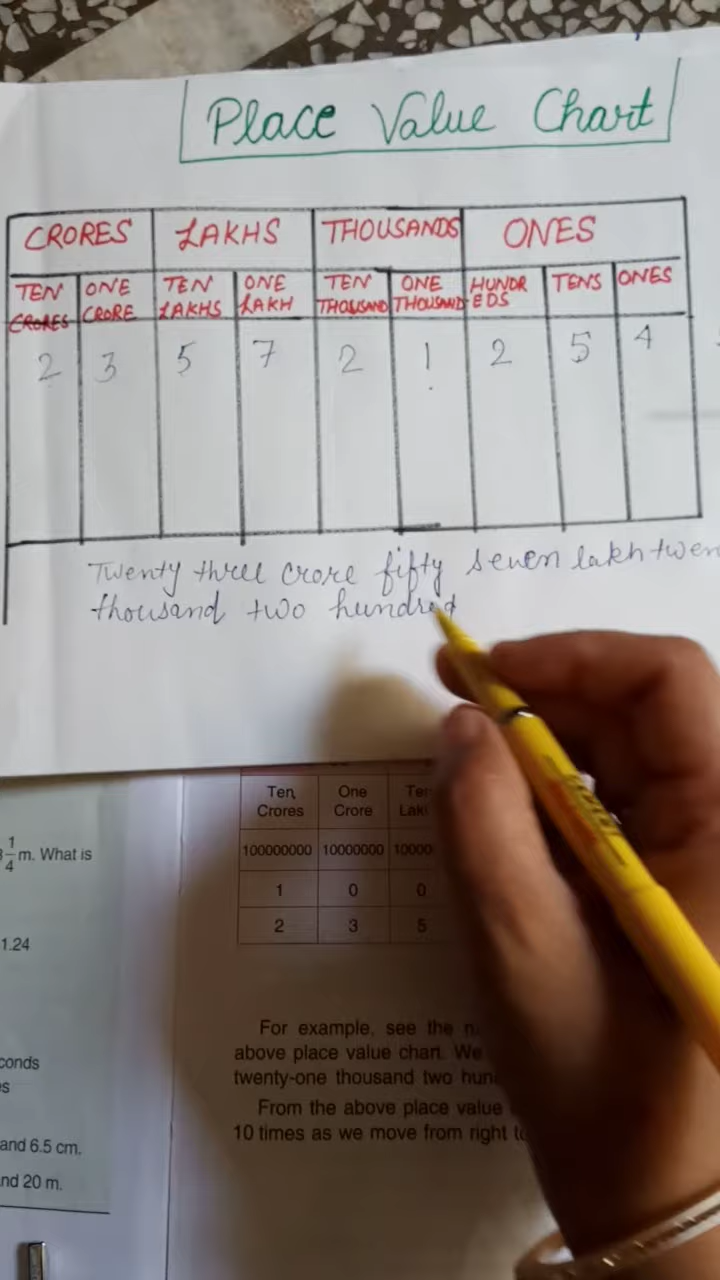 Place Value Chart
CRORES LAKHS THOUSANDS ONES
TEN CRORES ONE CRORE TEN LAKHS ONE LAKH TEN THOUSAND ONE THOUSAND HUNDREDS TENS ONES
2 3 5 7 2 1 2 5 4
Twenty three crore fifty seven lakh twen
thousand two hundred
Ten Crores One Crore Ten
100000000 10000000 10000
1 0 0
2 3 5
1/4 m. What is
1.24
conds
and 6.5 cm.
nd 20 m.
For example, see the
above place value chart. We
twenty-one thousand two hun
From the above place value
10 times as we move from right to